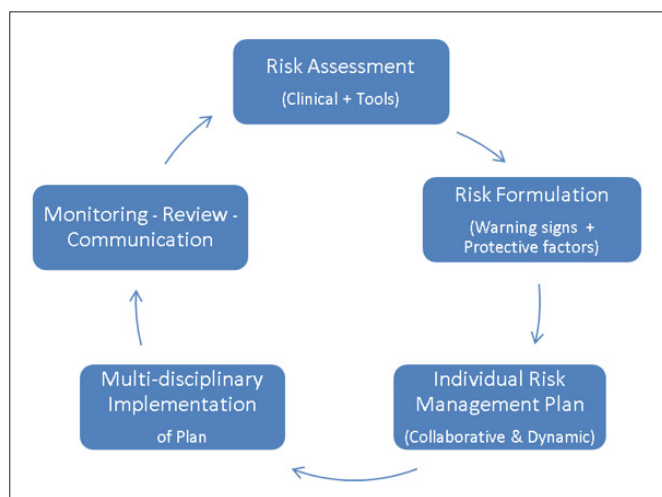 Risk Assessment
(Clinical + Tools)
Risk Formulation
(Warning signs +
Protective factors)
Individual Risk
Management Plan
(Collaborative & Dynamic)
Multi-disciplinary
Implementation
of Plan
Monitoring - Review -
Communication